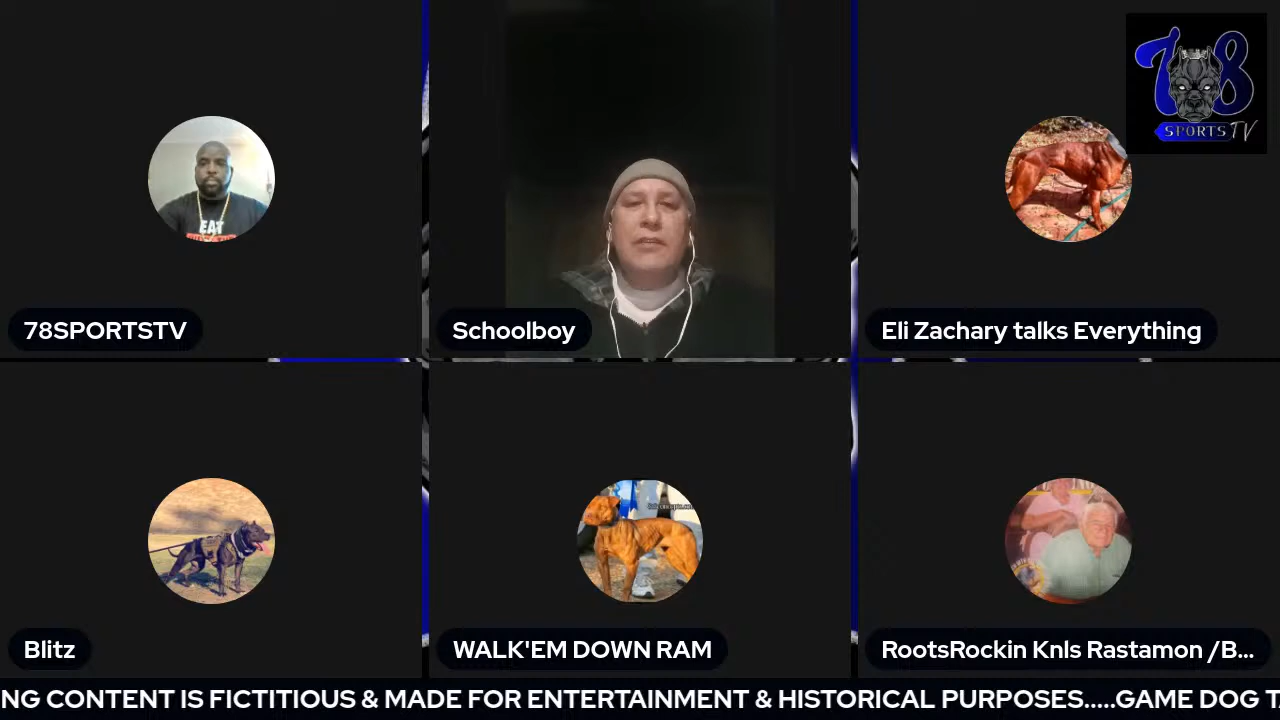 78
SPORTS TV
EAT
78SPORTSTV
Schoolboy
Eli Zachary talks Everything
Blitz
WALK'EM DOWN RAM
RootsRockin Knls Rastamon /B...
NG CONTENT IS FICTITIOUS & MADE FOR ENTERTAINMENT & HISTORICAL PURPOSES.....GAME DOG T